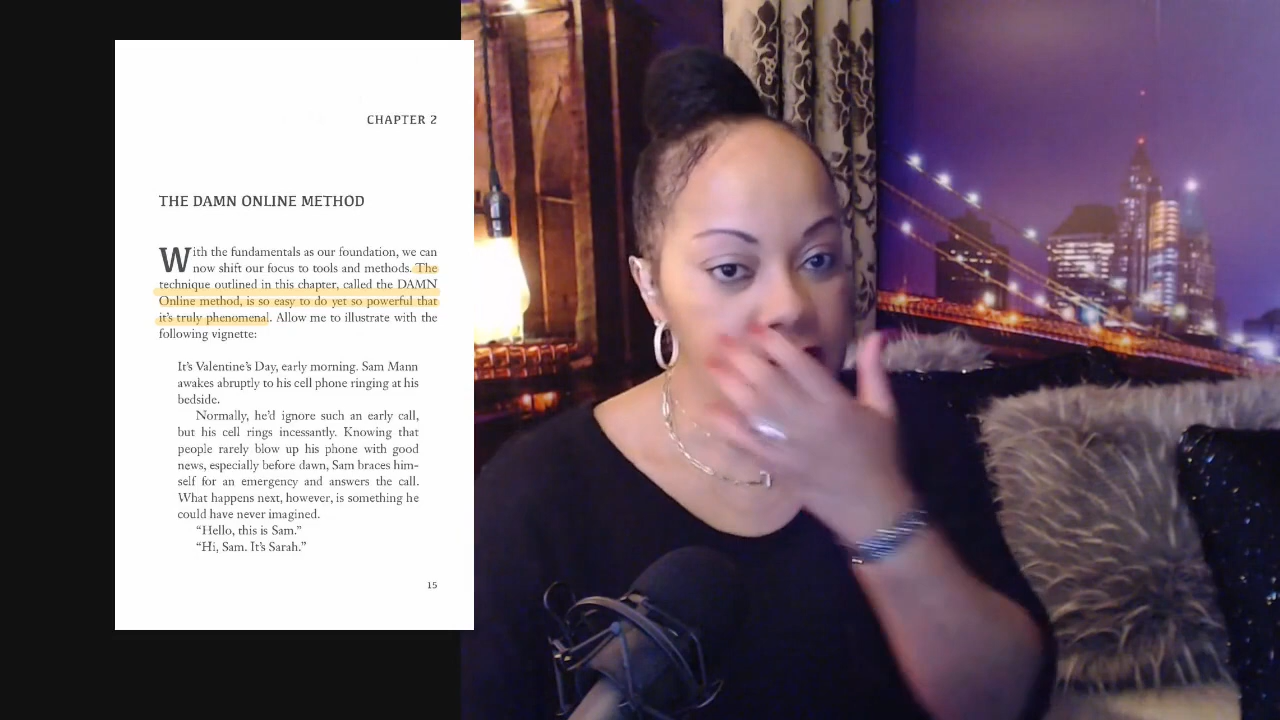 CHAPTER 2
THE DAMN ONLINE METHOD
With the fundamentals as our foundation, we can
now shift our focus to tools and methods. The
technique outlined in this chapter, called the DAMN
Online method, is so easy to do yet so powerful that
it's truly phenomenal. Allow me to illustrate with the
following vignette:
It's Valentine's Day, early morning. Sam Mann
awakes abruptly to his cell phone ringing at his
bedside.
Normally, he'd ignore such an early call,
but his cell rings incessantly. Knowing that
people rarely blow up his phone with good
news, especially before dawn, Sam braces him-
self for an emergency and answers the call.
What happens next, however, is something he
could have never imagined.
“Hello, this is Sam.”
“Hi, Sam. It's Sarah.”
15